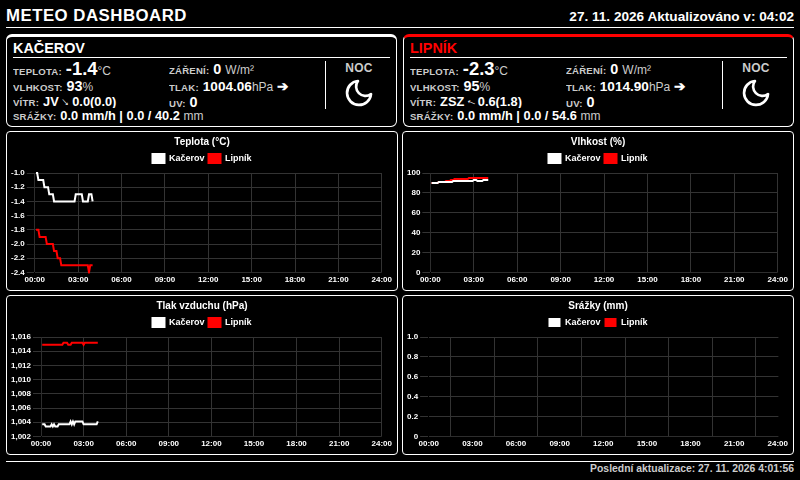 METEO DASHBOARD
27. 11. 2026 Aktualizováno v: 04:02
KAČEROV
TEPLOTA: -1.4°C
ZÁŘENÍ: 0 W/m²
NOC
VLHKOST: 93%
TLAK: 1004.06hPa ➔
VÍTR: JV → 0.0(0.0)
UV: 0
SRÁŽKY: 0.0 mm/h | 0.0 / 40.2 mm
LIPNÍK
TEPLOTA: -2.3°C
ZÁŘENÍ: 0 W/m²
NOC
VLHKOST: 95%
TLAK: 1014.90hPa ➔
VÍTR: ZSZ → 0.6(1.8)
UV: 0
SRÁŽKY: 0.0 mm/h | 0.0 / 54.6 mm
Teplota (°C)
Kačerov Lipník
-1.0
-1.2
-1.4
-1.6
-1.8
-2.0
-2.2
-2.4
00:00 03:00 06:00 09:00 12:00 15:00 18:00 21:00 24:00
Vlhkost (%)
Kačerov Lipník
100
80
60
40
20
0
00:00 03:00 06:00 09:00 12:00 15:00 18:00 21:00 24:00
Tlak vzduchu (hPa)
Kačerov Lipník
1,016
1,014
1,012
1,010
1,008
1,006
1,004
1,002
00:00 03:00 06:00 09:00 12:00 15:00 18:00 21:00 24:00
Srážky (mm)
Kačerov Lipník
1.0
0.8
0.6
0.4
0.2
0
00:00 03:00 06:00 09:00 12:00 15:00 18:00 21:00 24:00
Poslední aktualizace: 27. 11. 2026 4:01:56